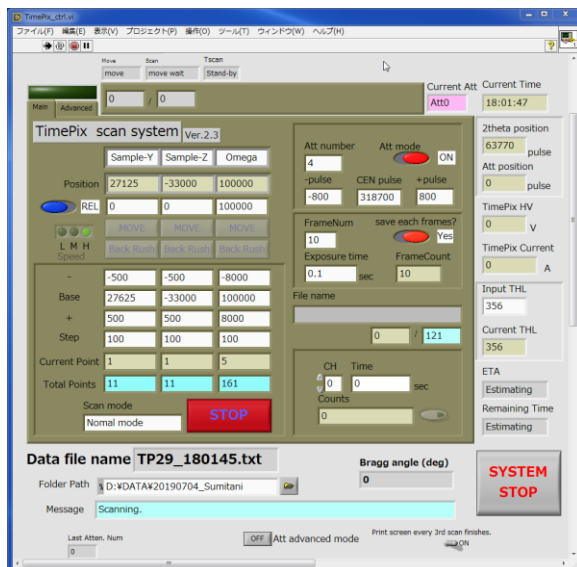 TimePix_ctrl.vi
ファイル(F) 編集(E) 表示(V) プロジェクト(P) 操作(O) ツール(T) ウィンドウ(W) ヘルプ(H)
Move Scan Tscan
move move wait Stand-by
Main Advanced
0 / 0
Current Att
Att0
Current Time
18:01:47
TimePix scan system Ver.2.3
Sample-Y Sample-Z Omega
Position 27125 -33000 100000
REL 0 0 100000
MOVE MOVE MOVE
L M H
Speed
Back Rush Back Rush Back Rush
- -500 -500 -8000
Base 27625 -33000 100000
+ 500 500 8000
Step 100 100 100
Current Point 1 1 5
Total Points 11 11 161
Scan mode
Normal mode
STOP
Att number Att mode
4 ON
-pulse CEN pulse +pulse
-800 318700 800
FrameNum save each frames?
10 Yes
Exposure time FrameCount
0.1 sec 10
File name
0 / 121
CH Time
0 0 sec
Counts
0
2theta position
63770 pulse
Att position
0 pulse
TimePix HV
0 V
TimePix Current
0 A
Input THL
356
Current THL
356
ETA
Estimating
Remaining Time
Estimating
Data file name TP29_180145.txt
Bragg angle (deg)
0
SYSTEM
STOP
Folder Path D:¥DATA¥20190704_Sumitani
Message Scanning.
Last Atten. Num
0
OFF Att advanced mode
Print screen every 3rd scan finishes.
ON